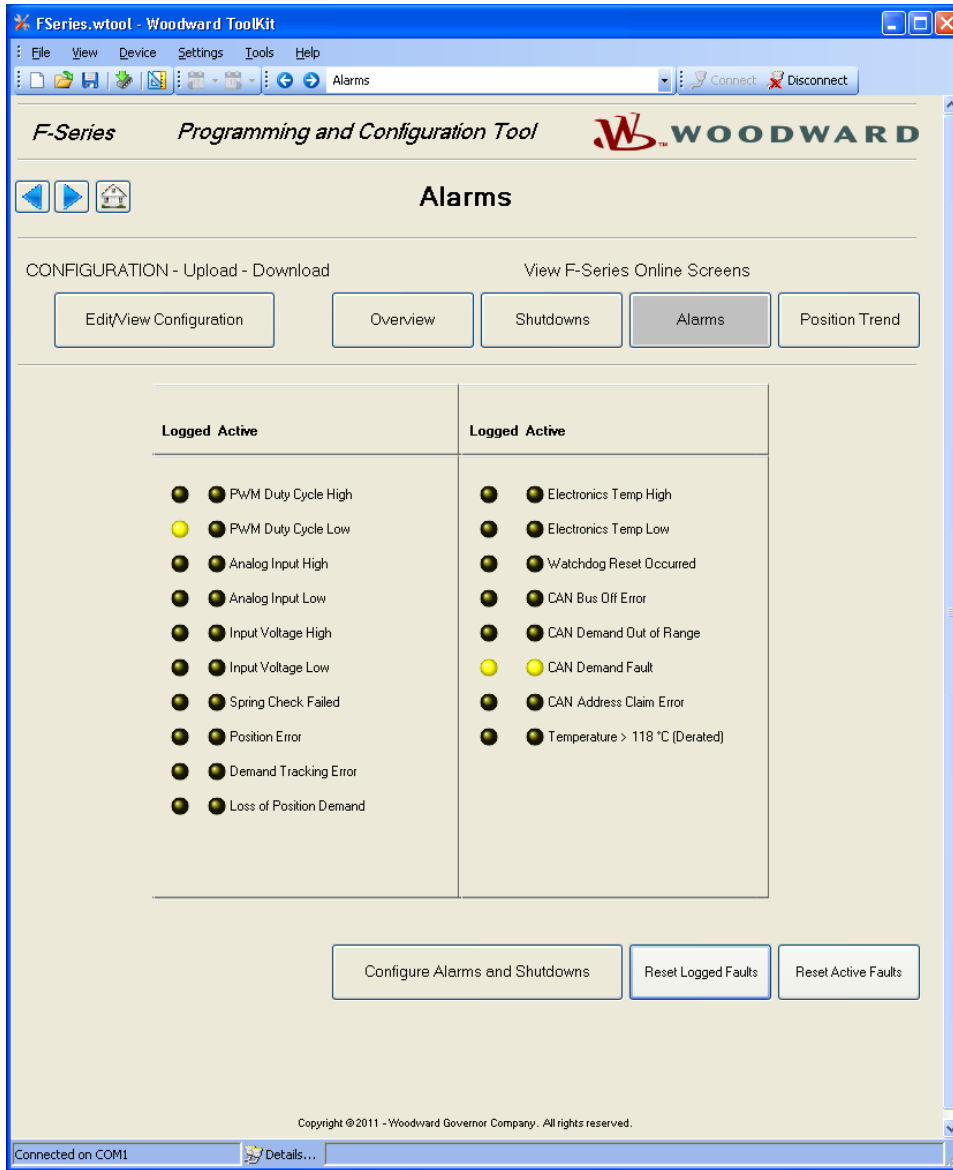 FSeries.wtool - Woodward ToolKit
File View Device Settings Tools Help
Alarms Connect Disconnect
F-Series Programming and Configuration Tool WOODWARD
Alarms
CONFIGURATION - Upload - Download View F-Series Online Screens
Edit/View Configuration Overview Shutdowns Alarms Position Trend
Logged Active
PWM Duty Cycle High
PWM Duty Cycle Low
Analog Input High
Analog Input Low
Input Voltage High
Input Voltage Low
Spring Check Failed
Position Error
Demand Tracking Error
Loss of Position Demand
Logged Active
Electronics Temp High
Electronics Temp Low
Watchdog Reset Occurred
CAN Bus Off Error
CAN Demand Out of Range
CAN Demand Fault
CAN Address Claim Error
Temperature > 118 °C (Derated)
Configure Alarms and Shutdowns Reset Logged Faults Reset Active Faults
Copyright © 2011 - Woodward Governor Company. All rights reserved.
Connected on COM1 Details...